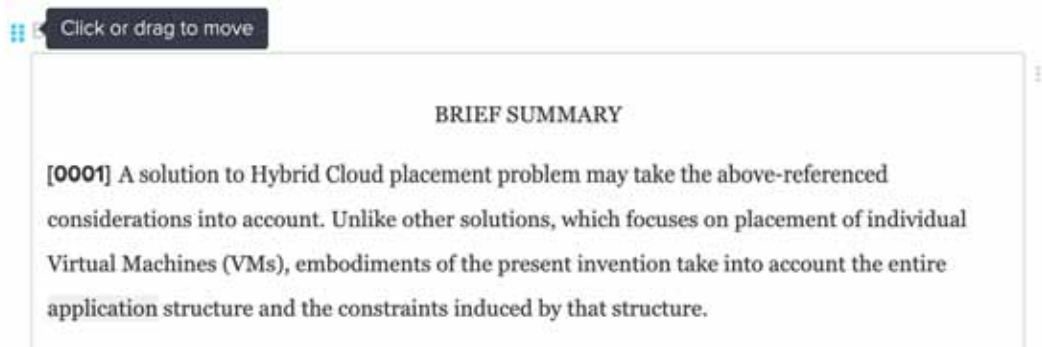 Click or drag to move
BRIEF SUMMARY
[0001] A solution to Hybrid Cloud placement problem may take the above-referenced
considerations into account. Unlike other solutions, which focuses on placement of individual
Virtual Machines (VMs), embodiments of the present invention take into account the entire
application structure and the constraints induced by that structure.